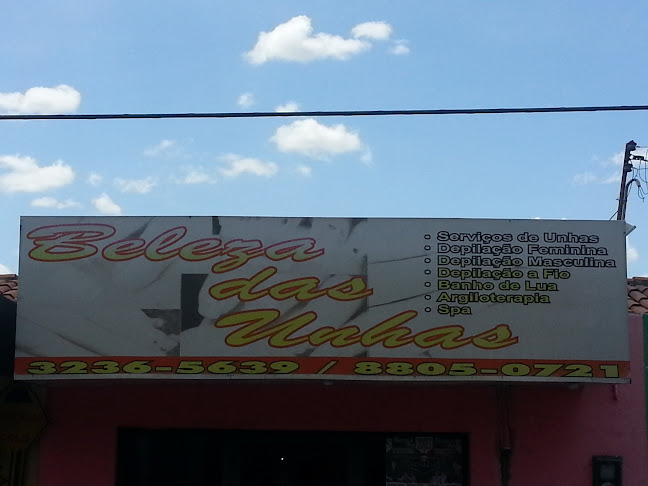 Beleza
das
Unhas
• Serviços de Unhas
• Depilação Feminina
• Depilação Masculina
• Depilação a Fio
• Banho de Lua
• Argiloterapia
• Spa
3236-5639 / 8805-0721